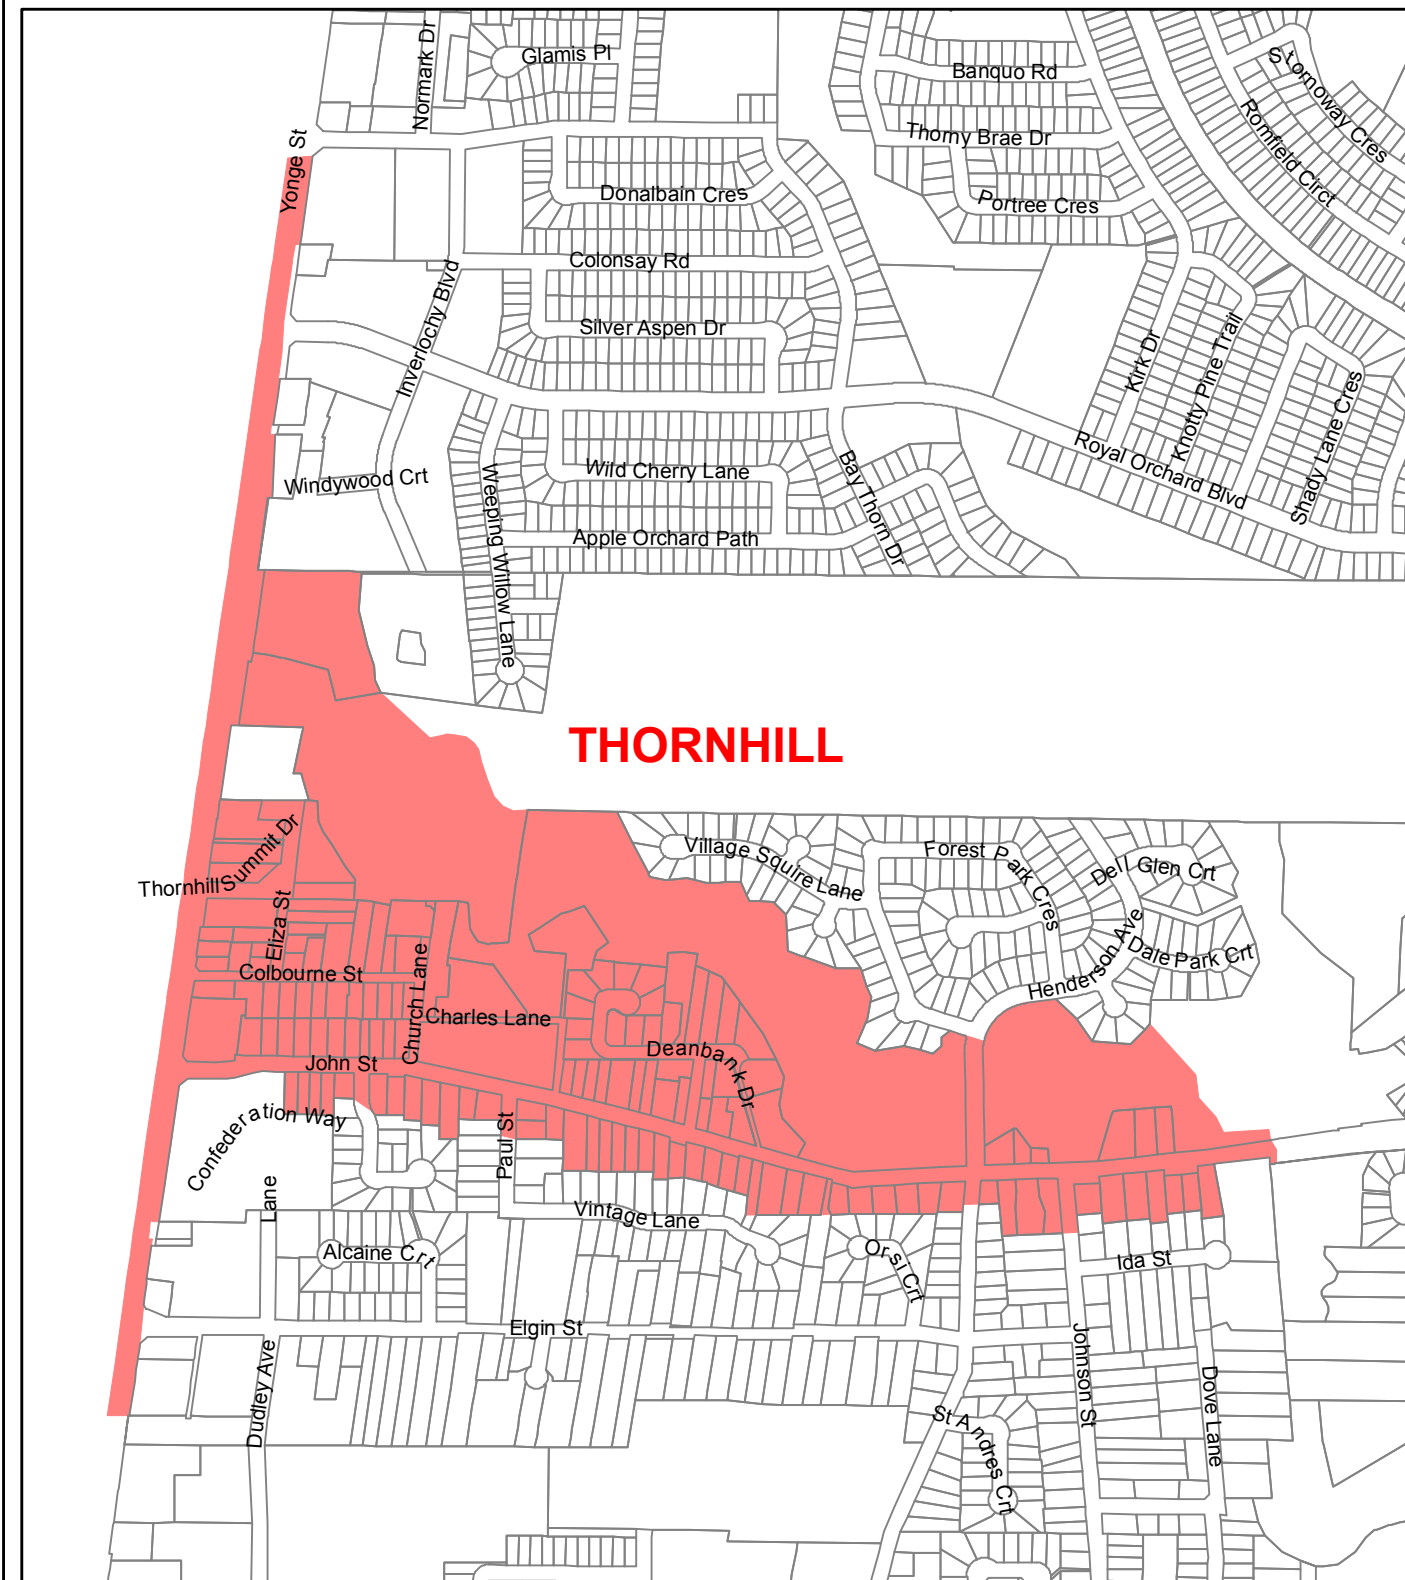 Normark Dr
Glamis Pl
Banquo Rd
Stornoway Cres
Romfield Circt
Thorny Brae Dr
Yonge St
Donalbain Cres
Portree Cres
Colonsay Rd
Inverlochy Blvd
Silver Aspen Dr
Kirk Dr
Knotty Pine Trail
Shady Lane Cres
Royal Orchard Blvd
Windywood Crt
Weeping Willow Lane
Wild Cherry Lane
Bay Thorn Dr
Apple Orchard Path
THORNHILL
Thornhill Summit Dr
Village Squire Lane
Forest Park Cres
Dell Glen Crt
Eliza St
Henderson Ave
Dale Park Crt
Colbourne St
Church Lane
Charles Lane
John St
Deanbank Dr
Confederation Way
Paul St
Lane
Vintage Lane
Alcaine Crt
Orsi Crt
Ida St
Elgin St
Dudley Ave
Johnson St
Dove Lane
St Andres Crt